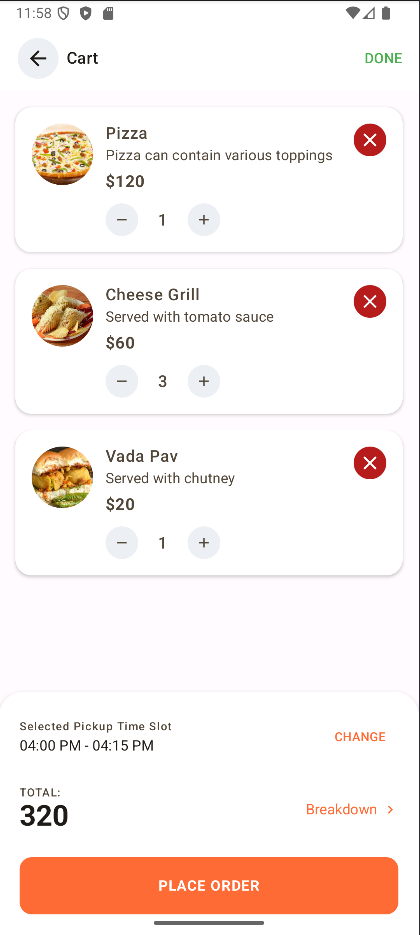 11:58
Cart
DONE
Pizza
Pizza can contain various toppings
$120
− 1 +
Cheese Grill
Served with tomato sauce
$60
− 3 +
Vada Pav
Served with chutney
$20
− 1 +
Selected Pickup Time Slot
04:00 PM - 04:15 PM
CHANGE
TOTAL:
320
Breakdown
PLACE ORDER